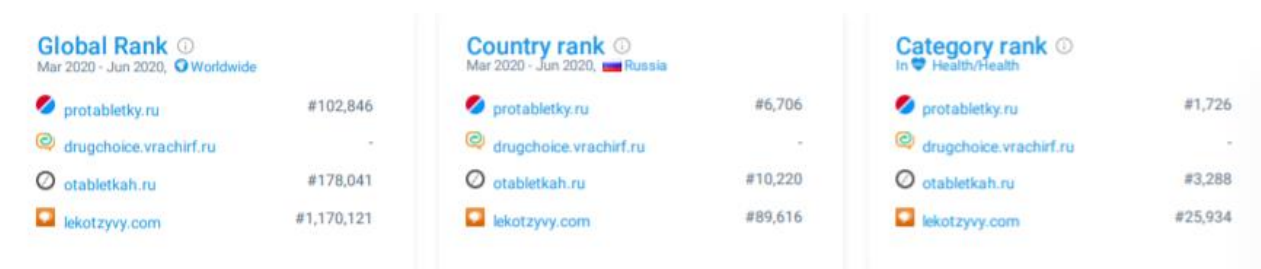 Global Rank
Mar 2020 - Jun 2020, Worldwide
protabletky.ru #102,846
drugchoice.vrachirf.ru -
otabletkah.ru #178,041
lekotzyvy.com #1,170,121
Country rank
Mar 2020 - Jun 2020, Russia
protabletky.ru #6,706
drugchoice.vrachirf.ru -
otabletkah.ru #10,220
lekotzyvy.com #89,616
Category rank
In Health/Health
protabletky.ru #1,726
drugchoice.vrachirf.ru -
otabletkah.ru #3,288
lekotzyvy.com #25,934